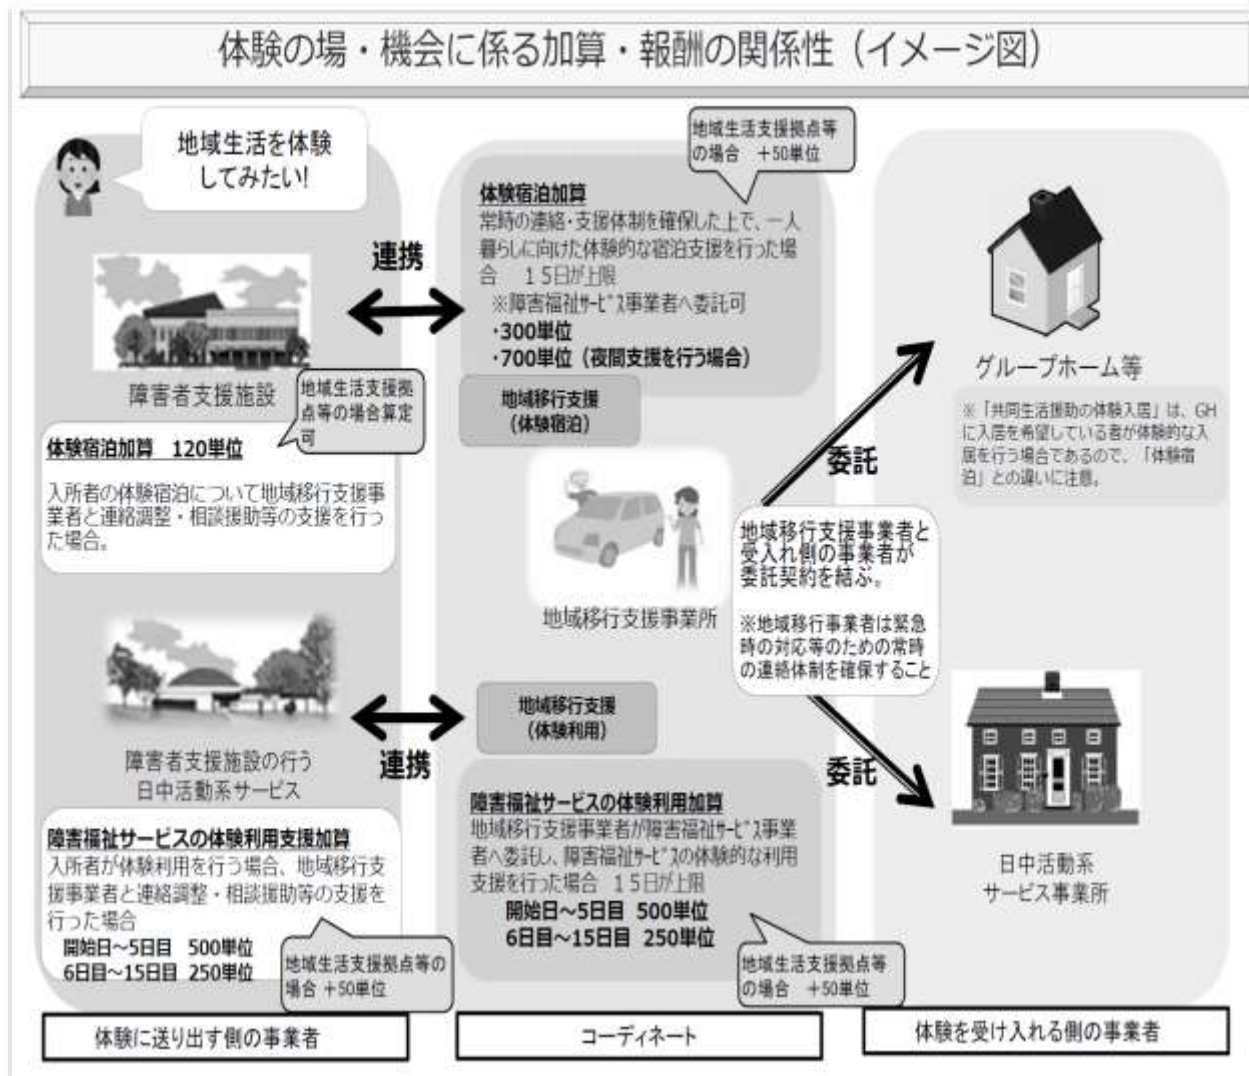 体験の場・機会に係る加算・報酬の関係性（イメージ図）
地域生活を体験
してみたい!
障害者支援施設
地域生活支援拠
点等の場合算定
可
体験宿泊加算　120単位
入所者の体験宿泊について地域移行支援事
業者と連絡調整・相談援助等の支援を行っ
た場合。
障害者支援施設の行う
日中活動系サービス
障害福祉サービスの体験利用支援加算
入所者が体験利用を行う場合、地域移行支
援事業者と連絡調整・相談援助等の支援を
行った場合
開始日～5日目　500単位
6日目～15日目　250単位
地域生活支援拠点等の
場合 ＋50単位
体験に送り出す側の事業者
連携
連携
地域生活支援拠点等
の場合　＋50単位
体験宿泊加算
常時の連絡・支援体制を確保した上で、一人
暮らしに向けた体験的な宿泊支援を行った場
合　１５日が上限
※障害福祉ｻｰﾋﾞｽ事業者へ委託可
・300単位
・700単位（夜間支援を行う場合）
地域移行支援
（体験宿泊）
地域移行支援事業所
地域移行支援
（体験利用）
障害福祉サービスの体験利用加算
地域移行支援事業者が障害福祉ｻｰﾋﾞｽ事業
者へ委託し、障害福祉ｻｰﾋﾞｽの体験的な利用
支援を行った場合　１５日が上限
開始日～5日目　500単位
6日目～15日目　250単位
地域生活支援拠点等
の場合　＋50単位
コーディネート
委託
地域移行支援事業者と
受入れ側の事業者が
委託契約を結ぶ。
※地域移行事業者は緊急
時の対応等のための常時
の連絡体制を確保すること
委託
グループホーム等
※「共同生活援助の体験入居」は、GH
に入居を希望している者が体験的な入
居を行う場合であるので、「体験宿
泊」との違いに注意。
日中活動系
サービス事業所
体験を受け入れる側の事業者